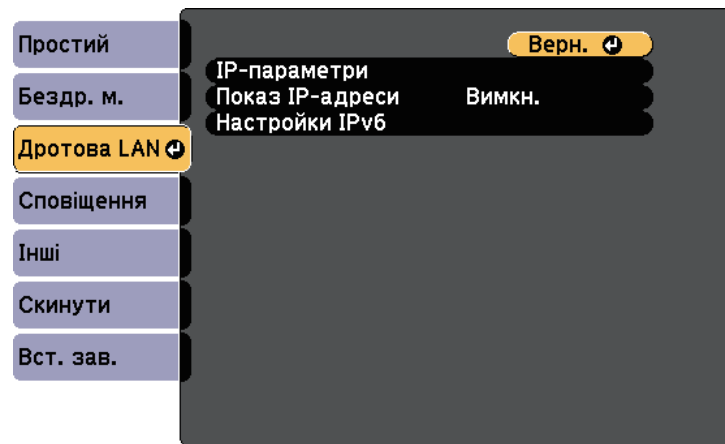 Простий
Бездр. м.
Дротова LAN
Сповіщення
Інші
Скинути
Вст. зав.
Верн.
IP-параметри
Показ IP-адреси Вимкн.
Настройки IPv6